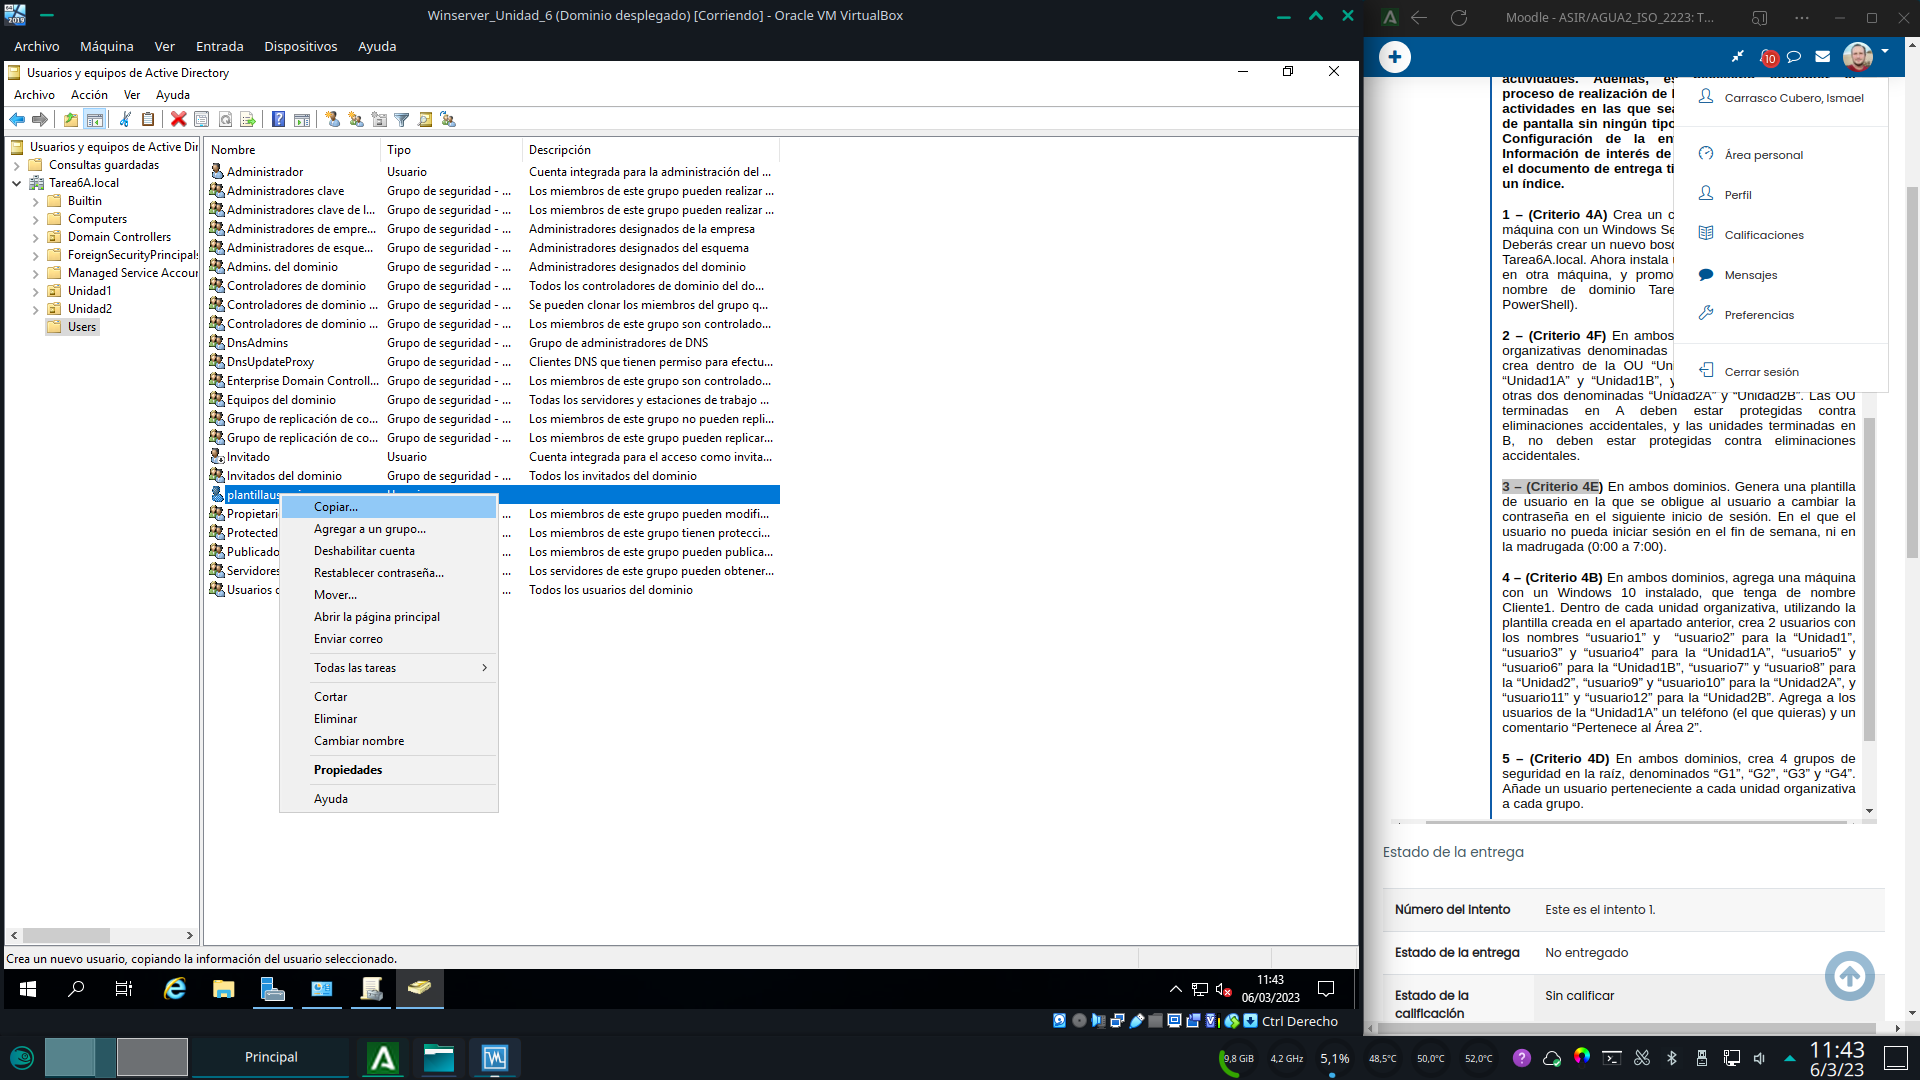 Winserver_Unidad_6 (Dominio desplegado) [Corriendo] - Oracle VM VirtualBox
Archivo Máquina Ver Entrada Dispositivos Ayuda
Usuarios y equipos de Active Directory
Archivo Acción Ver Ayuda
Usuarios y equipos de Active Dir
Consultas guardadas
Tarea6A.local
Builtin
Computers
Domain Controllers
ForeignSecurityPrincipals
Managed Service Accour
Unidad1
Unidad2
Users
Nombre Tipo Descripción
Administrador Usuario Cuenta integrada para la administración del ...
Administradores clave Grupo de seguridad - ... Los miembros de este grupo pueden realizar ...
Administradores clave de l... Grupo de seguridad - ... Los miembros de este grupo pueden realizar ...
Administradores de empre... Grupo de seguridad - ... Administradores designados de la empresa
Administradores de esque... Grupo de seguridad - ... Administradores designados del esquema
Admins. del dominio Grupo de seguridad - ... Administradores designados del dominio
Controladores de dominio Grupo de seguridad - ... Todos los controladores de dominio del do...
Controladores de dominio ... Grupo de seguridad - ... Se pueden clonar los miembros del grupo q...
Controladores de dominio ... Grupo de seguridad - ... Los miembros de este grupo son controlado...
DnsAdmins Grupo de seguridad - ... Grupo de administradores de DNS
DnsUpdateProxy Grupo de seguridad - ... Clientes DNS que tienen permiso para efectu...
Enterprise Domain Controll... Grupo de seguridad - ... Los miembros de este grupo son controlado...
Equipos del dominio Grupo de seguridad - ... Todas los servidores y estaciones de trabajo ...
Grupo de replicación de co... Grupo de seguridad - ... Los miembros de este grupo no pueden repli...
Grupo de replicación de co... Grupo de seguridad - ... Los miembros de este grupo pueden replicar...
Invitado Usuario Cuenta integrada para el acceso como invita...
Invitados del dominio Grupo de seguridad - ... Todos los invitados del dominio
plantillaus
Propietari ... Los miembros de este grupo pueden modifi...
Protected ... Los miembros de este grupo tienen protecci...
Publicado ... Los miembros de este grupo pueden publica...
Servidores ... Los servidores de este grupo pueden obtener...
Usuarios ... Todos los usuarios del dominio
Copiar...
Agregar a un grupo...
Deshabilitar cuenta
Restablecer contraseña...
Mover...
Abrir la página principal
Enviar correo
Todas las tareas
Cortar
Eliminar
Cambiar nombre
Propiedades
Ayuda
Crea un nuevo usuario, copiando la información del usuario seleccionado.
11:43
06/03/2023
Ctrl Derecho
Moodle - ASIR/AGUA2_ISO_2223: T...
10
proceso de realización de l
actividades en las que sea
de pantalla sin ningún tipo
Configuración de la en
Información de interés de
el documento de entrega ti
un índice.
1 – (Criterio 4A) Crea un c
máquina con un Windows Se
Deberás crear un nuevo bosq
Tarea6A.local. Ahora instala
en otra máquina, y promo
nombre de dominio Tare
PowerShell).
2 – (Criterio 4F) En ambos
organizativas denominadas
crea dentro de la OU “Un
“Unidad1A” y “Unidad1B”, y
otras dos denominadas “Unidad2A” y “Unidad2B”. Las OU
terminadas en A deben estar protegidas contra
eliminaciones accidentales, y las unidades terminadas en
B, no deben estar protegidas contra eliminaciones
accidentales.
3 – (Criterio 4E) En ambos dominios. Genera una plantilla
de usuario en la que se obligue al usuario a cambiar la
contraseña en el siguiente inicio de sesión. En el que el
usuario no pueda iniciar sesión en el fin de semana, ni en
la madrugada (0:00 a 7:00).
4 – (Criterio 4B) En ambos dominios, agrega una máquina
con un Windows 10 instalado, que tenga de nombre
Cliente1. Dentro de cada unidad organizativa, utilizando la
plantilla creada en el apartado anterior, crea 2 usuarios con
los nombres “usuario1” y “usuario2” para la “Unidad1”,
“usuario3” y “usuario4” para la “Unidad1A”, “usuario5” y
“usuario6” para la “Unidad1B”, “usuario7” y “usuario8” para
la “Unidad2”, “usuario9” y “usuario10” para la “Unidad2A”, y
“usuario11” y “usuario12” para la “Unidad2B”. Agrega a los
usuarios de la “Unidad1A” un teléfono (el que quieras) y un
comentario “Pertenece al Área 2”.
5 – (Criterio 4D) En ambos dominios, crea 4 grupos de
seguridad en la raíz, denominados “G1”, “G2”, “G3” y “G4”.
Añade un usuario perteneciente a cada unidad organizativa
a cada grupo.
Carrasco Cubero, Ismael
Área personal
Perfil
Calificaciones
Mensajes
Preferencias
Cerrar sesión
Estado de la entrega
Número del Intento Este es el intento 1.
Estado de la entrega No entregado
Estado de la calificación Sin calificar
Principal
9,8 GiB 4,2 GHz 5,1% 48,5°C 50,0°C 52,0°C
11:43
6/3/23